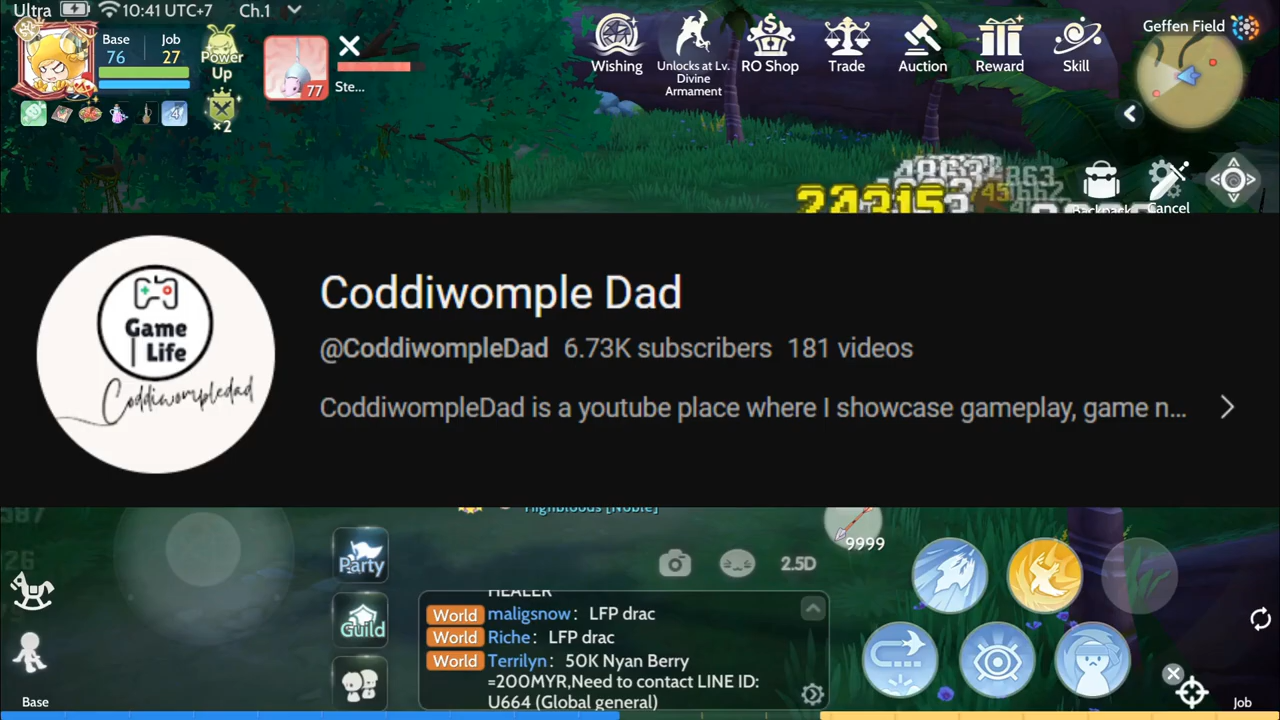 Ultra 10:41 UTC+7 Ch.1
Base 76 Job 27
Power Up
×2
77
Ste...
Wishing
Unlocks at Lv.
Divine
Armament
RO Shop
Trade
Auction
Reward
Skill
Geffen Field
Backpack
Cancel
243153
Game
Life
Coddiwompledad
Coddiwomple Dad
@CoddiwompleDad 6.73K subscribers 181 videos
CoddiwompleDad is a youtube place where I showcase gameplay, game n...
Highbloods [Noble]
9999
Party
Guild
2.5D
HEALER
World maligsnow: LFP drac
World Riche: LFP drac
World Terrilyn: 50K Nyan Berry
=200MYR,Need to contact LINE ID:
U664 (Global general)
Base
Job